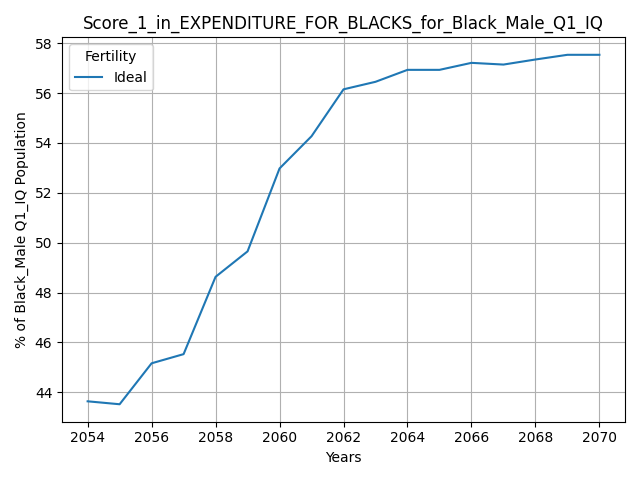 Score_1_in_EXPENDITURE_FOR_BLACKS_for_Black_Male_Q1_IQ
Fertility
Ideal
% of Black_Male Q1_IQ Population
58
56
54
52
50
48
46
44
2054 2056 2058 2060 2062 2064 2066 2068 2070
Years